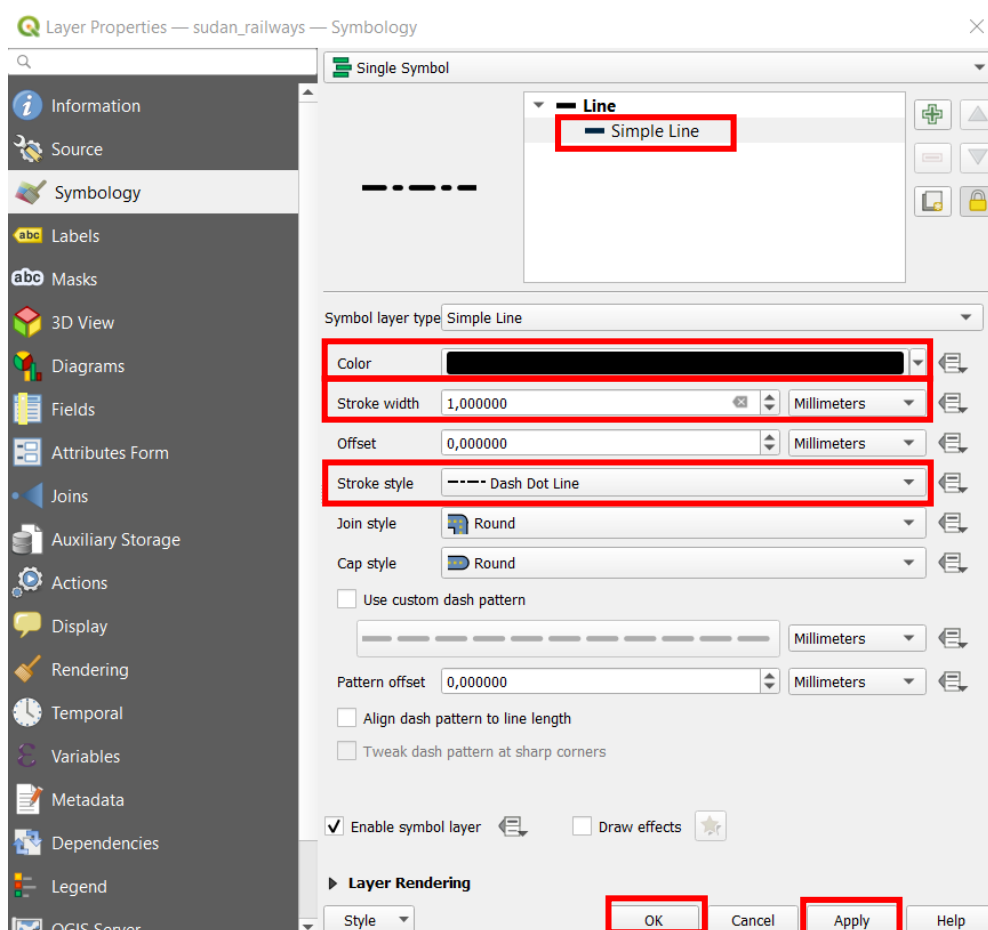 Layer Properties — sudan_railways — Symbology
Single Symbol
Information
Source
Symbology
abc Labels
abc Masks
3D View
Diagrams
Fields
Attributes Form
Joins
Auxiliary Storage
Actions
Display
Rendering
Temporal
Variables
Metadata
Dependencies
Legend
QGIS Server
Line
Simple Line
Symbol layer type Simple Line
Color
Stroke width 1,000000 Millimeters
Offset 0,000000 Millimeters
Stroke style Dash Dot Line
Join style Round
Cap style Round
Use custom dash pattern
Millimeters
Pattern offset 0,000000 Millimeters
Align dash pattern to line length
Tweak dash pattern at sharp corners
Enable symbol layer Draw effects
Layer Rendering
Style OK Cancel Apply Help